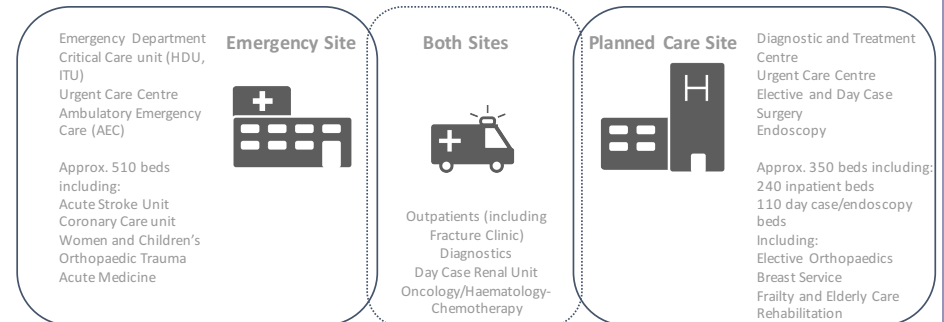 Emergency Site
Emergency Department
Critical Care unit (HDU,
ITU)
Urgent Care Centre
Ambulatory Emergency
Care (AEC)
Approx. 510 beds
including:
Acute Stroke Unit
Coronary Care unit
Women and Children's
Orthopaedic Trauma
Acute Medicine
Both Sites
Outpatients (including
Fracture Clinic)
Diagnostics
Day Case Renal Unit
Oncology/Haematology-
Chemotherapy
Planned Care Site
H
Diagnostic and Treatment
Centre
Urgent Care Centre
Elective and Day Case
Surgery
Endoscopy
Approx. 350 beds including:
240 inpatient beds
110 day case/endoscopy
beds
Including:
Elective Orthopaedics
Breast Service
Frailty and Elderly Care
Rehabilitation